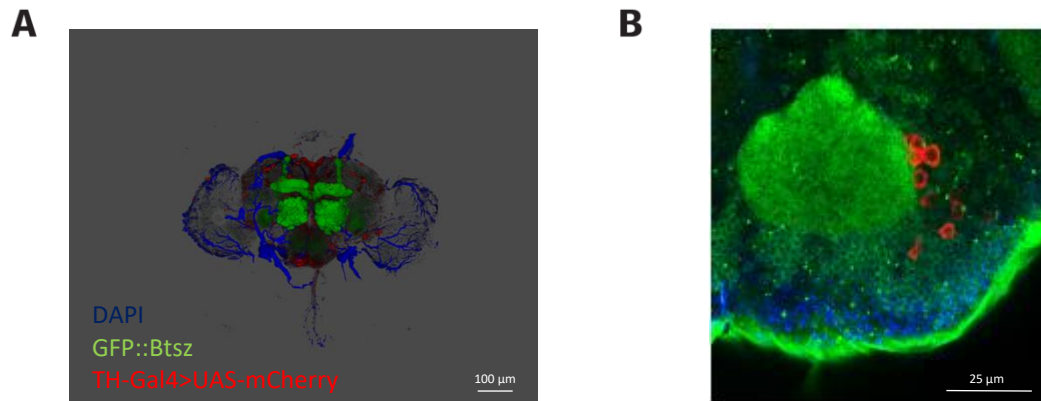 A
B
DAPI
GFP::Btsz
TH-Gal4>UAS-mCherry
100 µm
25 µm